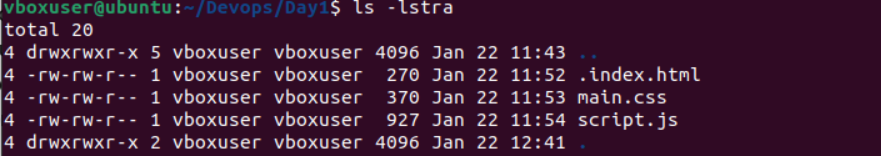 vboxuser@ubuntu:~/Devops/Day1$ ls -lstra
total 20
4 drwxrwxr-x 5 vboxuser vboxuser 4096 Jan 22 11:43 ..
4 -rw-rw-r-- 1 vboxuser vboxuser  270 Jan 22 11:52 .index.html
4 -rw-rw-r-- 1 vboxuser vboxuser  370 Jan 22 11:53 main.css
4 -rw-rw-r-- 1 vboxuser vboxuser  927 Jan 22 11:54 script.js
4 drwxrwxr-x 2 vboxuser vboxuser 4096 Jan 22 12:41 .